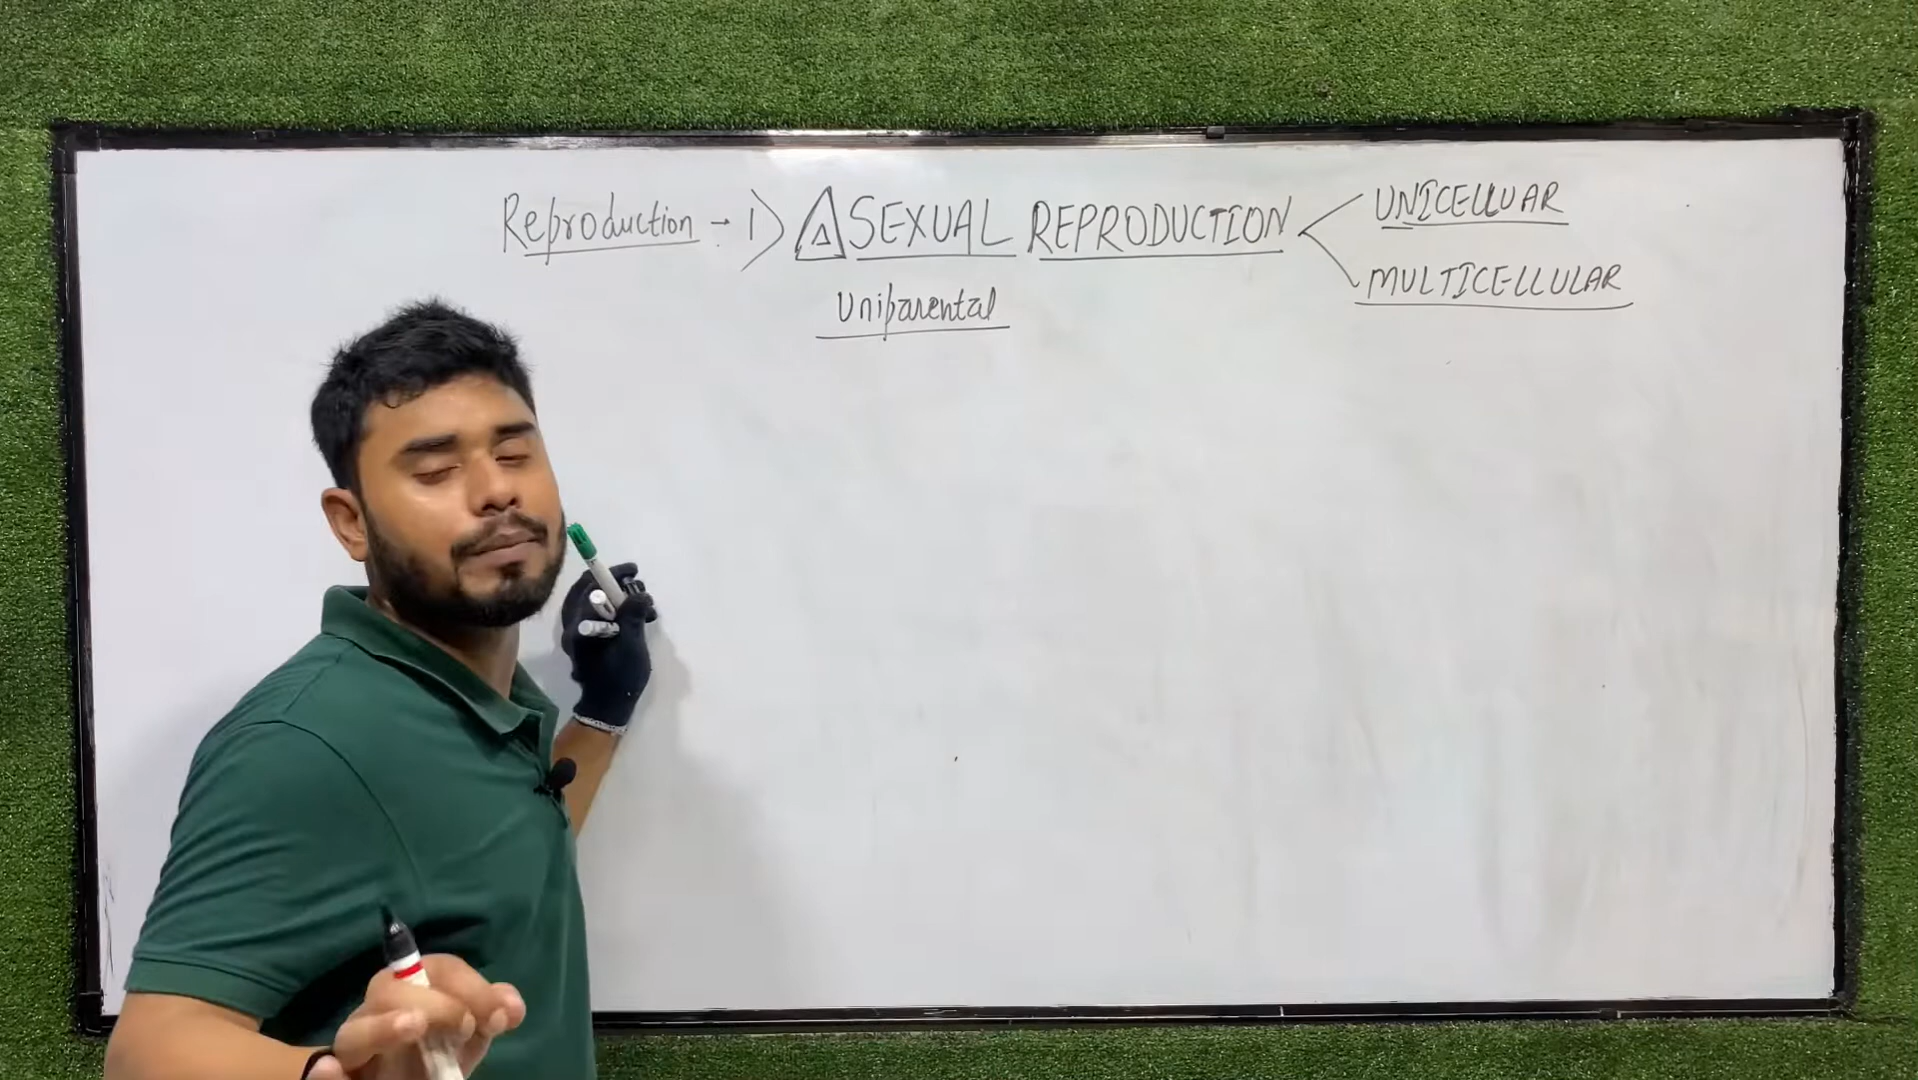 Reproduction → 1) ASEXUAL REPRODUCTION
UNICELLUAR
MULTICELLULAR
Uniparental